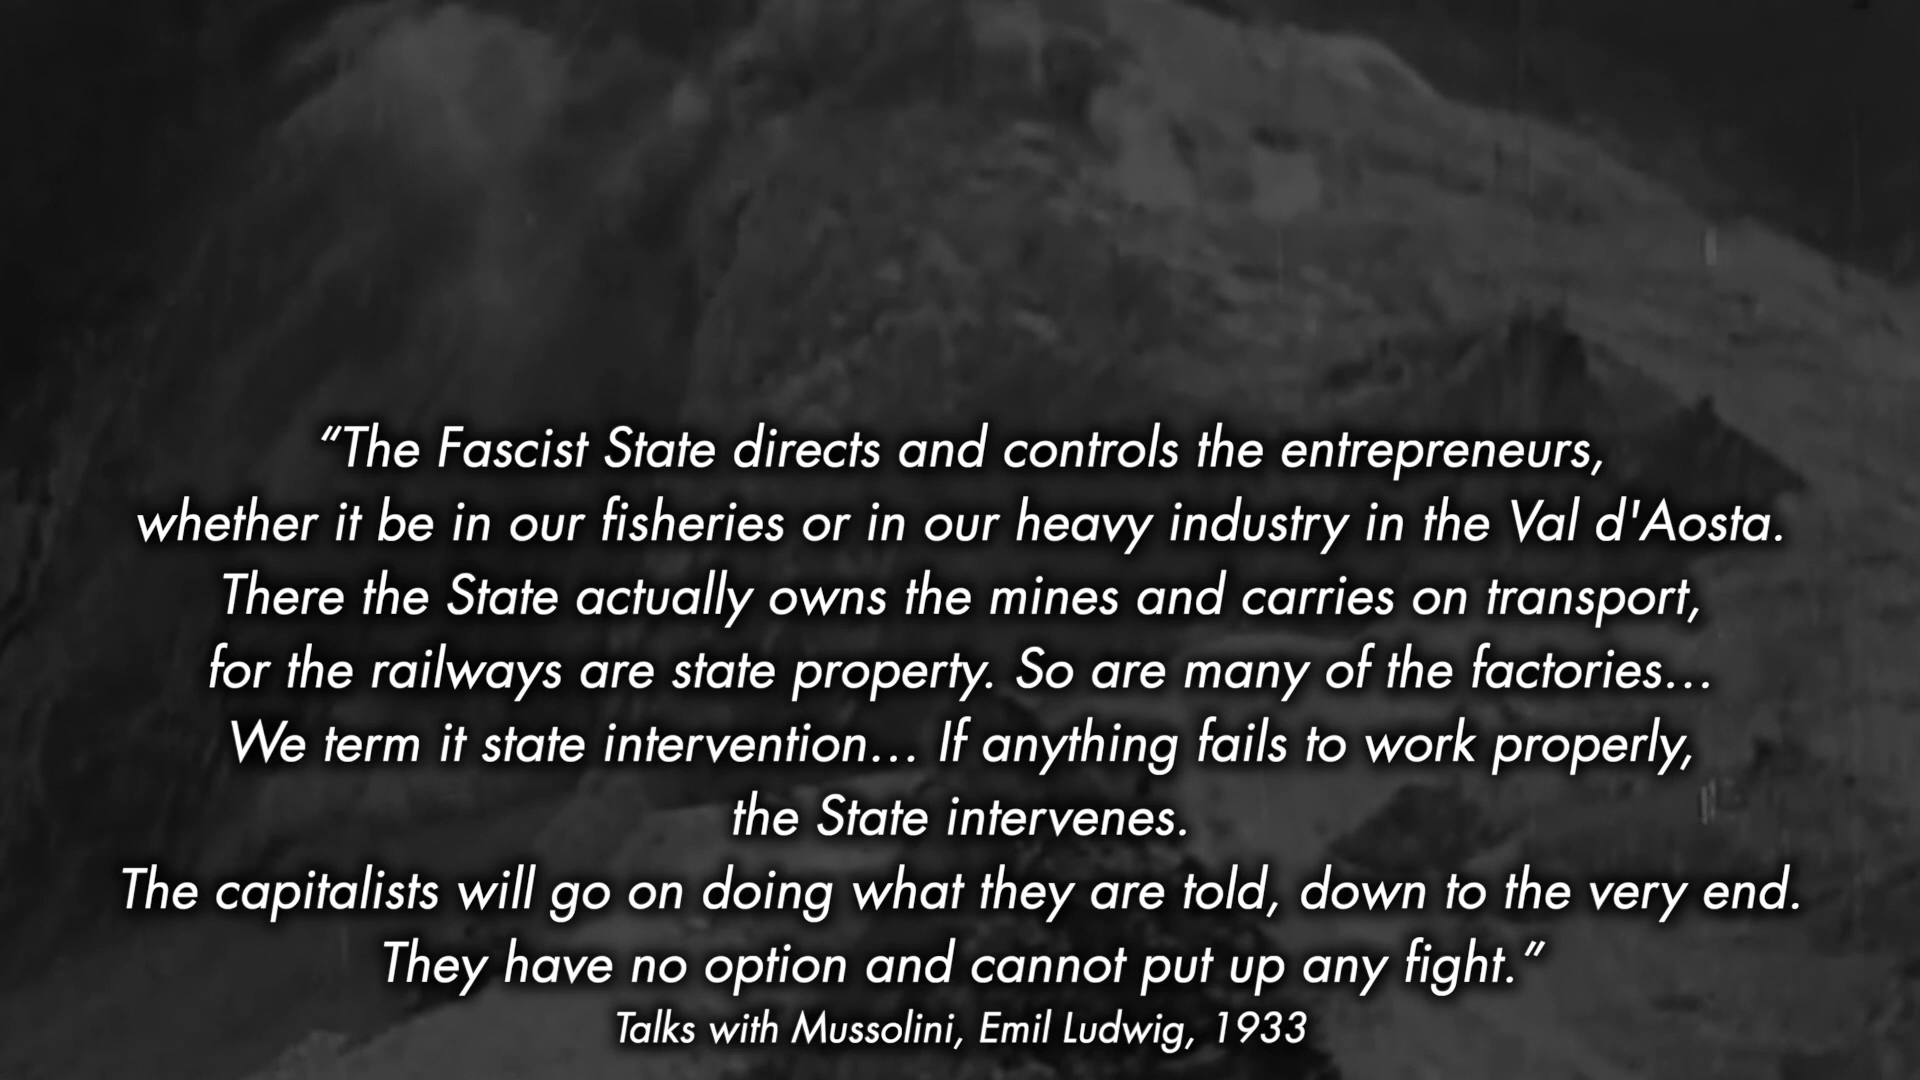 “The Fascist State directs and controls the entrepreneurs,
whether it be in our fisheries or in our heavy industry in the Val d'Aosta.
There the State actually owns the mines and carries on transport,
for the railways are state property. So are many of the factories...
We term it state intervention... If anything fails to work properly,
the State intervenes.
The capitalists will go on doing what they are told, down to the very end.
They have no option and cannot put up any fight.”
Talks with Mussolini, Emil Ludwig, 1933